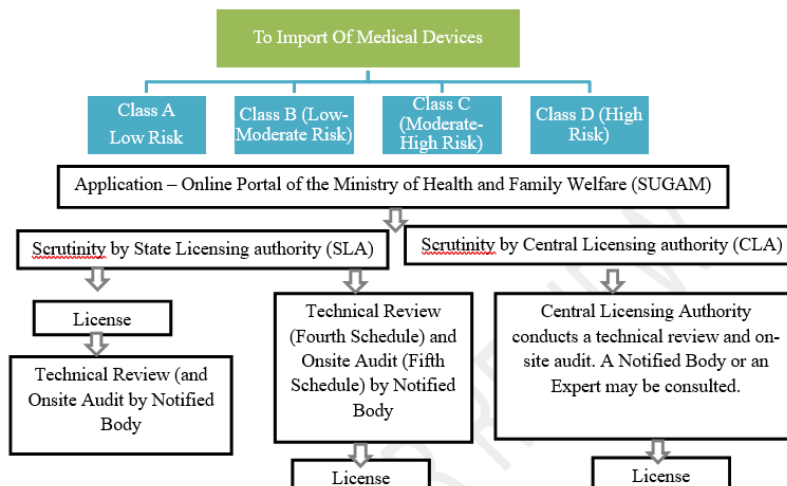 To Import Of Medical Devices
Class A
Low Risk
Class B (Low-
Moderate Risk)
Class C
(Moderate-
High Risk)
Class D (High
Risk)
Application – Online Portal of the Ministry of Health and Family Welfare (SUGAM)
Scrutinity by State Licensing authority (SLA)
Scrutinity by Central Licensing authority (CLA)
License
Technical Review (and
Onsite Audit by Notified
Body
Technical Review
(Fourth Schedule) and
Onsite Audit (Fifth
Schedule) by Notified
Body
License
Central Licensing Authority
conducts a technical review and on-
site audit. A Notified Body or an
Expert may be consulted.
License